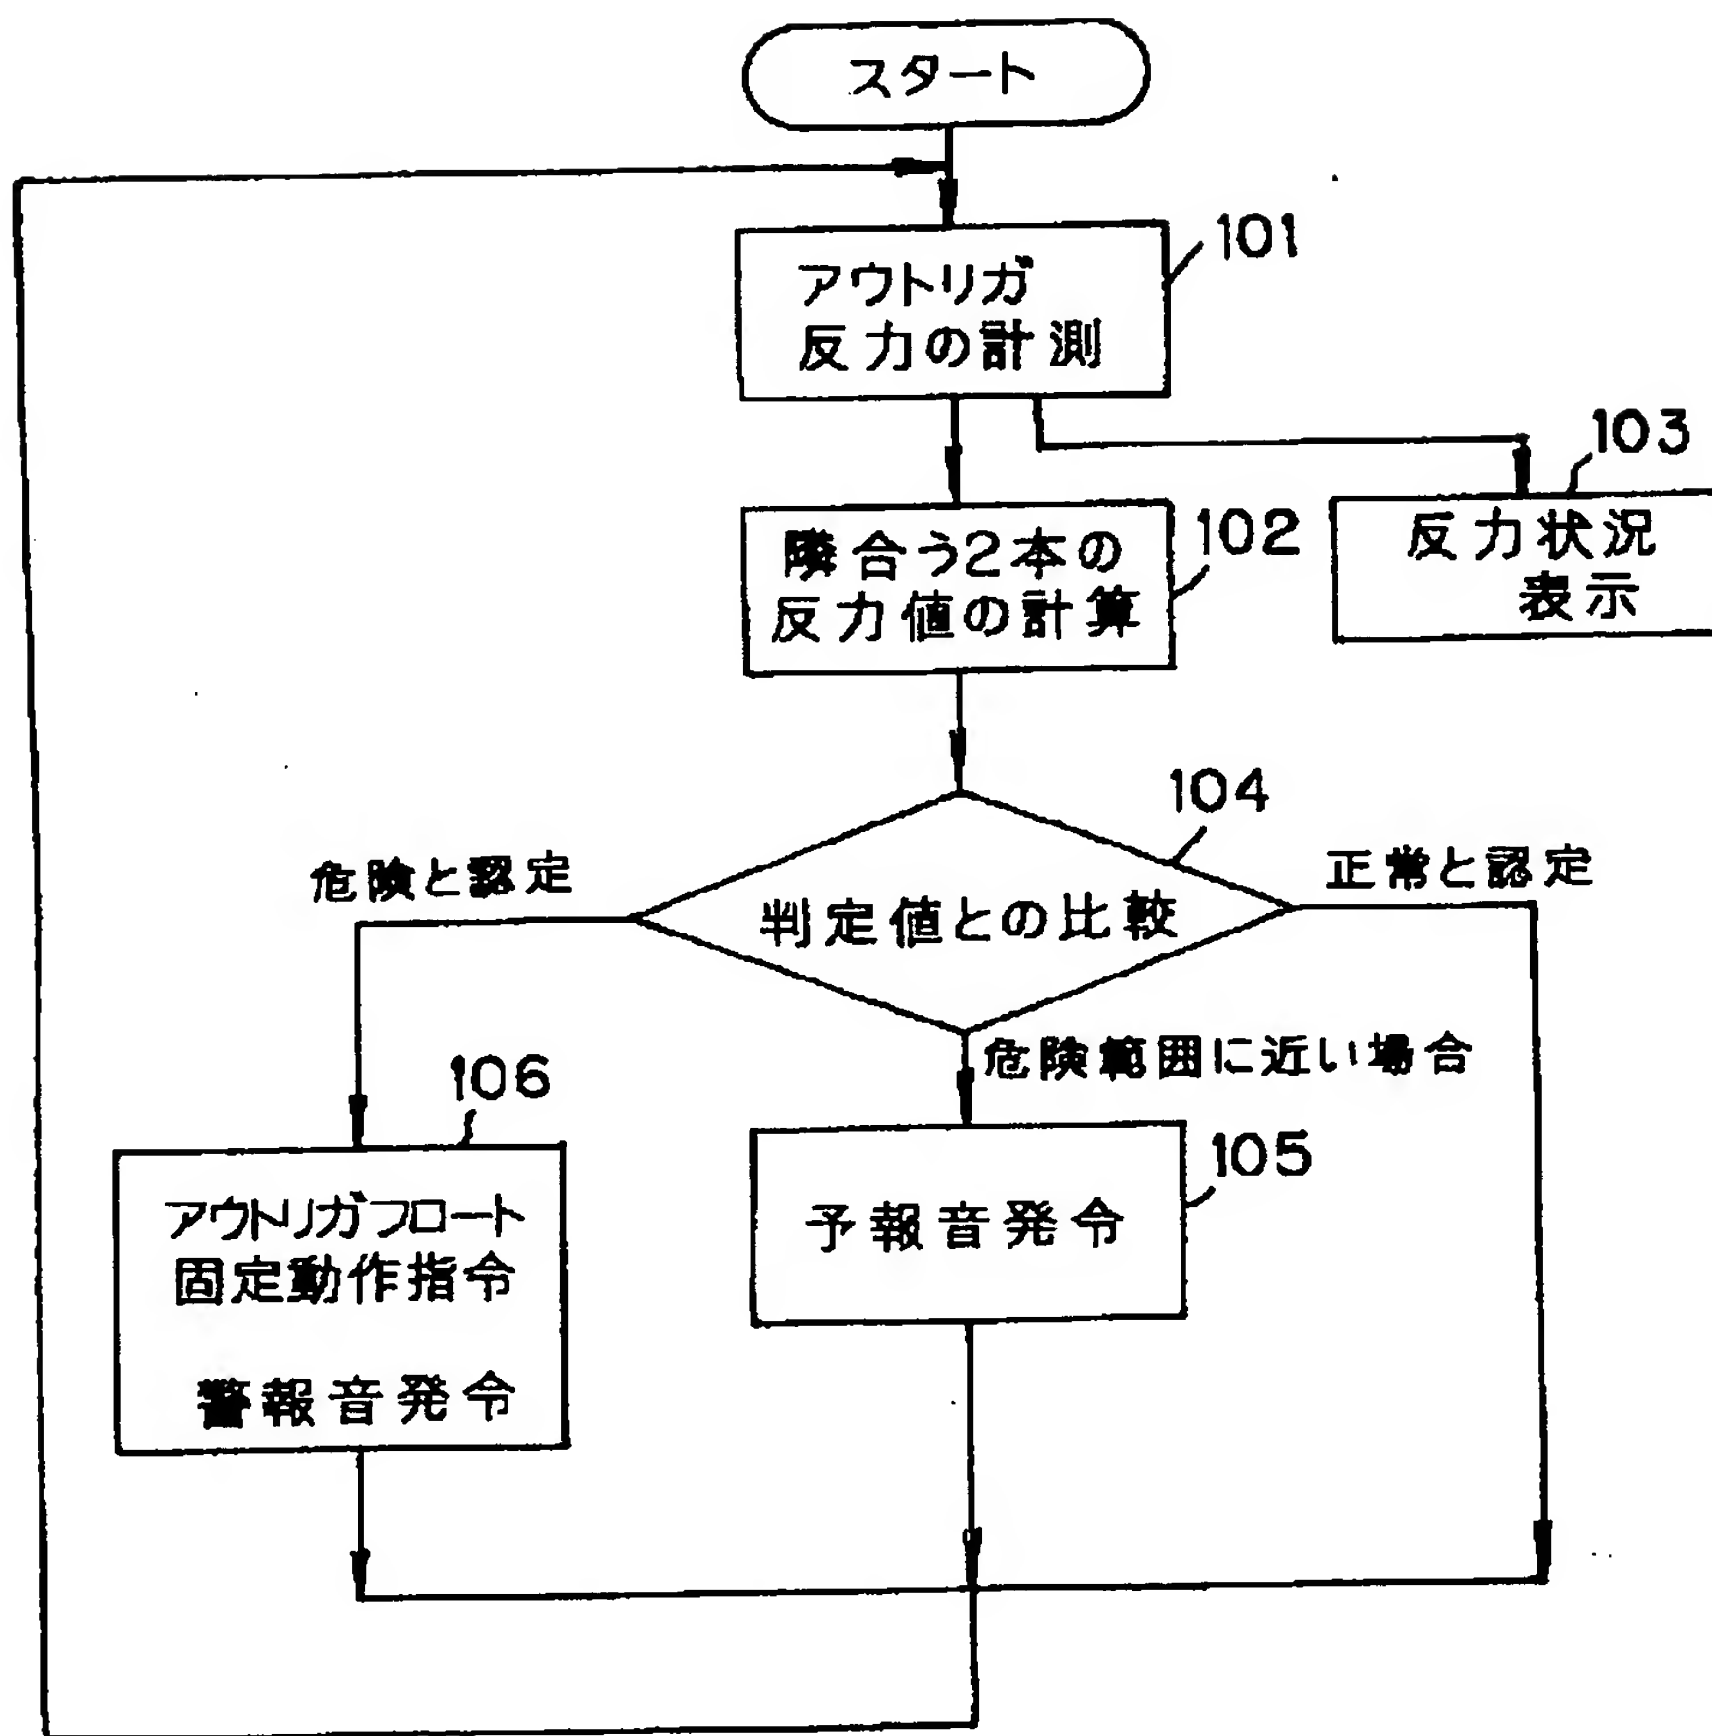 スタート
101
アウトリガ
反力の計測
103
反力状況
表示
102
隣合う2本の
反力値の計算
104
危険と認定
正常と認定
判定値との比較
危険範囲に近い場合
106
アウトリガフロート
固定動作指令
警報音発令
105
予報音発令